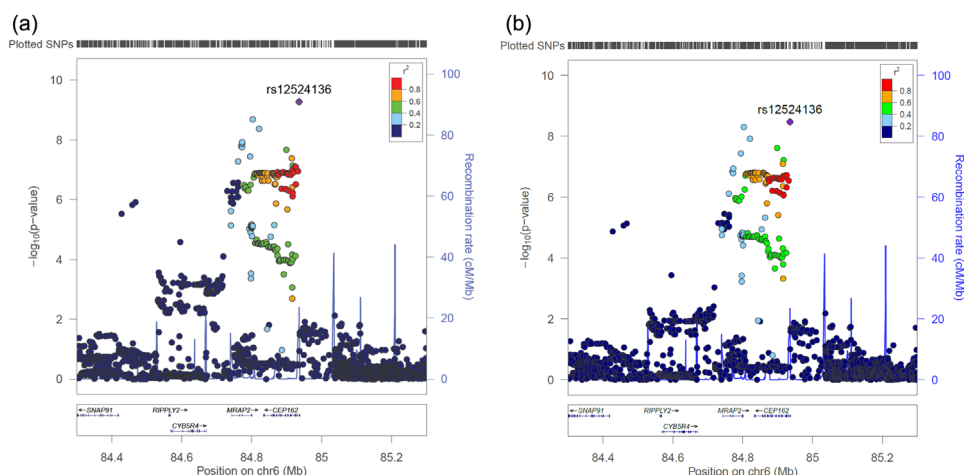 (a)
Plotted SNPs
10
8
6
4
2
0
−log10(p−value)
rs12524136
r2
0.8
0.6
0.4
0.2
100
80
60
40
20
0
Recombination rate (cM/Mb)
←SNAP91
RIPPLY2→
MRAP2→
←CEP162
CYB5R4→
84.4
84.6
84.8
85
85.2
Position on chr6 (Mb)
(b)
Plotted SNPs
10
8
6
4
2
0
−log10(p−value)
rs12524136
r2
0.8
0.6
0.4
0.2
100
80
60
40
20
0
Recombination rate (cM/Mb)
←SNAP91
RIPPLY2→
MRAP2→
←CEP162
CYB5R4→
84.4
84.6
84.8
85
85.2
Position on chr6 (Mb)